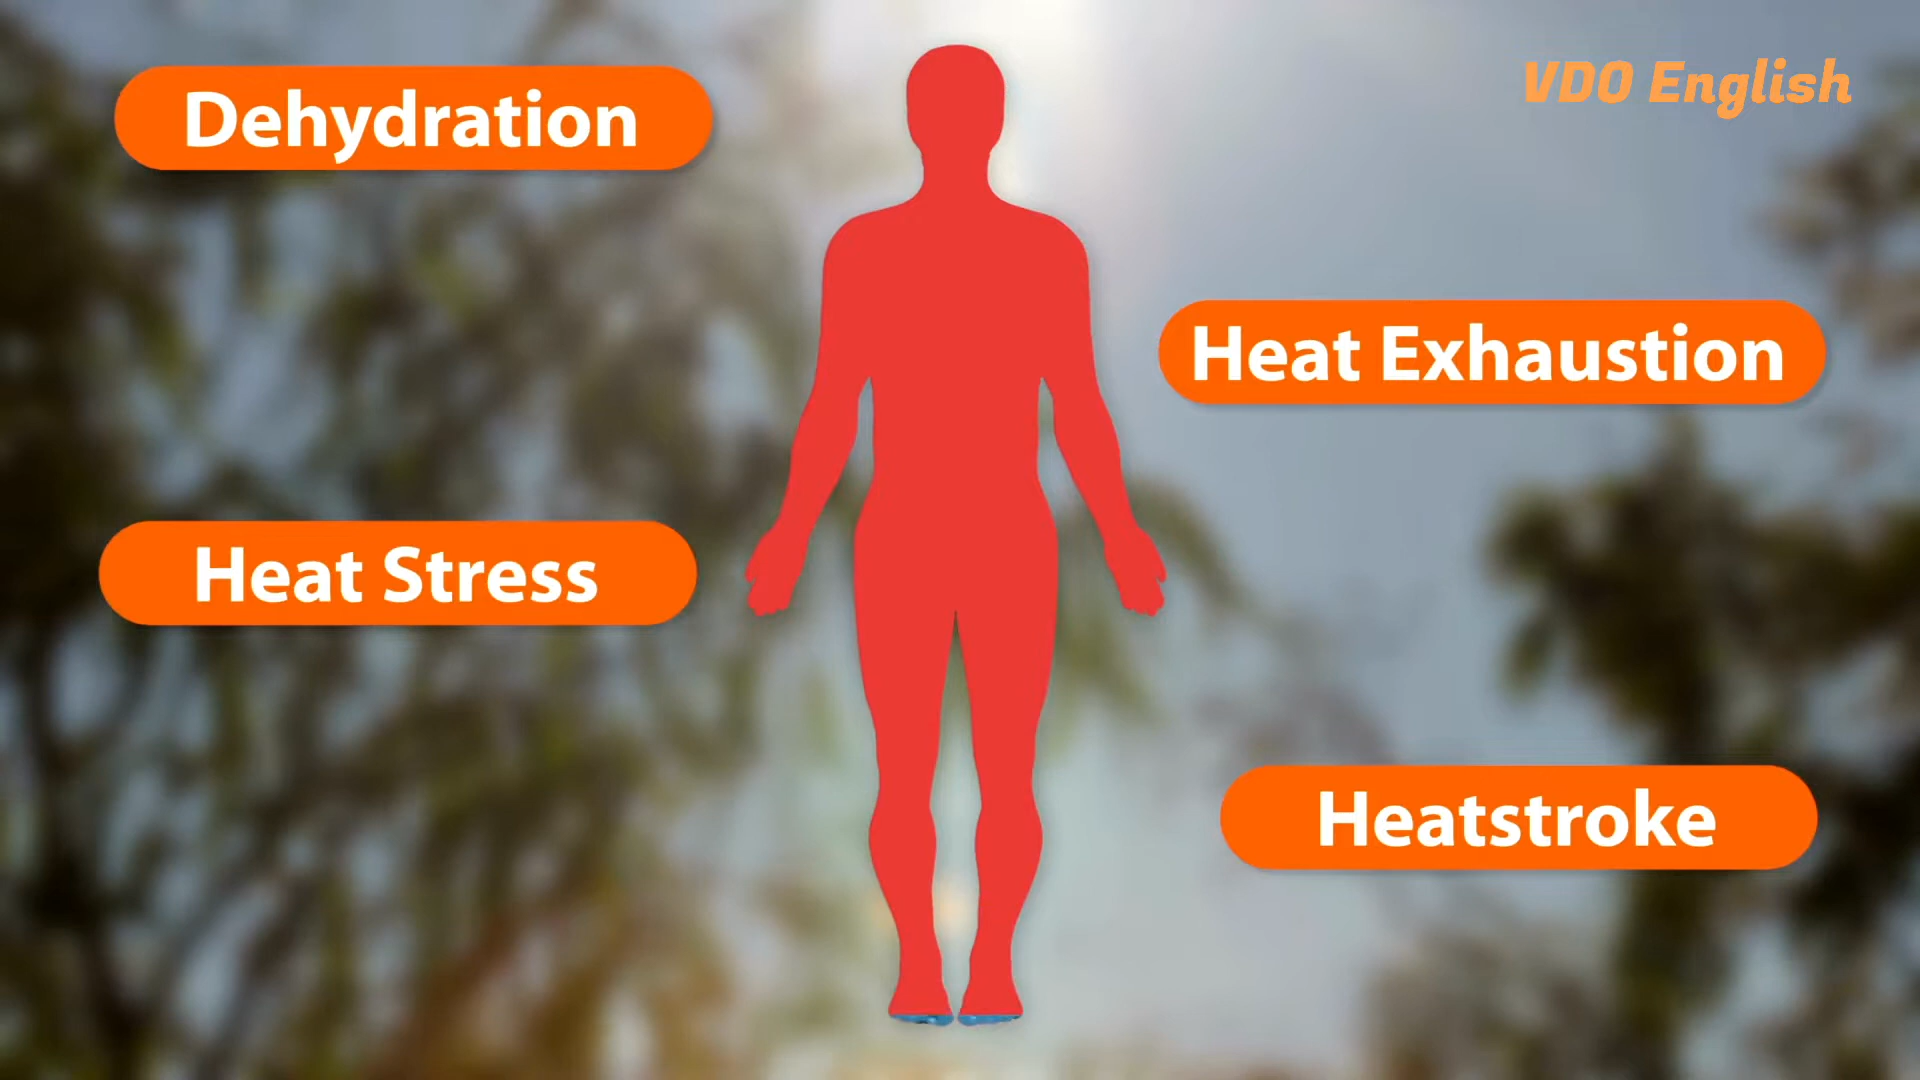 Dehydration
VDO English
Heat Exhaustion
Heat Stress
Heatstroke